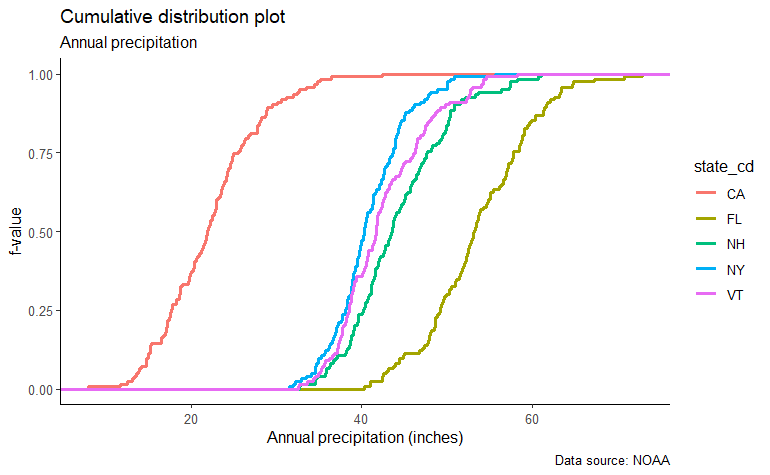 Cumulative distribution plot
Annual precipitation
1.00
0.75
0.50
0.25
0.00
f-value
20
40
60
Annual precipitation (inches)
state_cd
CA
FL
NH
NY
VT
Data source: NOAA